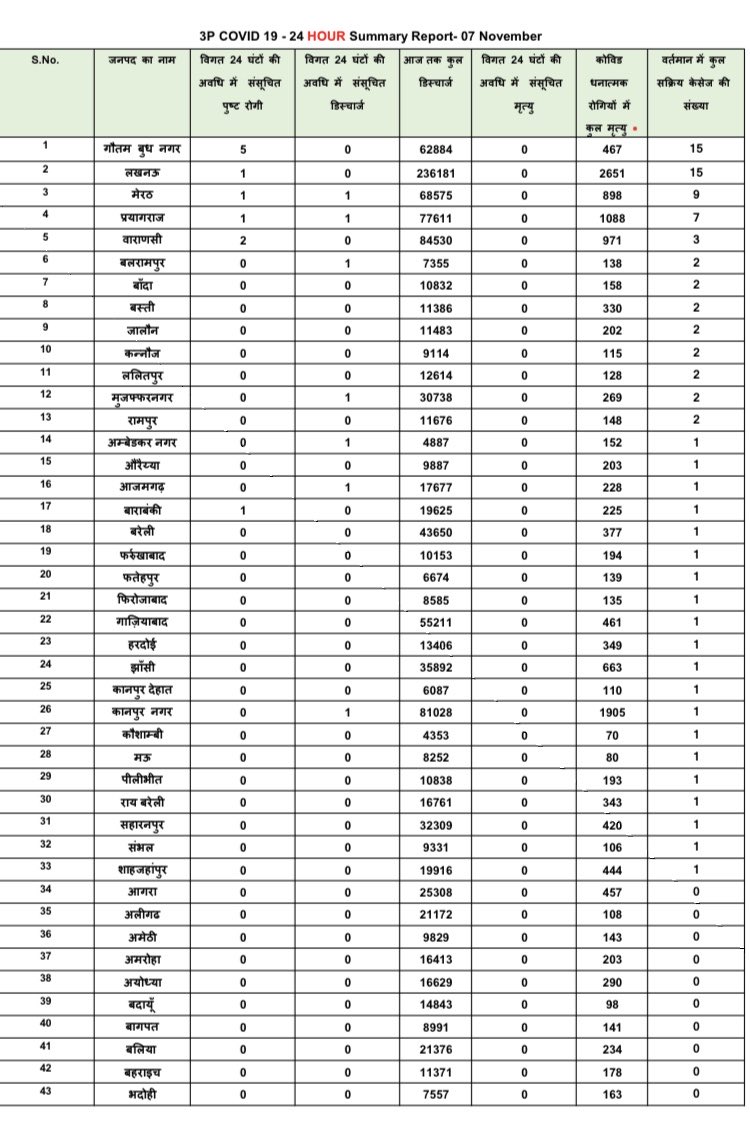 3P COVID 19 - 24 HOUR Summary Report- 07 November
S.No. जनपद का नाम विगत 24 घंटों की अवधि में संसूचित पुष्ट रोगी विगत 24 घंटों की अवधि में संसूचित डिस्चार्ज आज तक कुल डिस्चार्ज विगत 24 घंटों की अवधि में संसूचित मृत्यु कोविड धनात्मक रोगियों में कुल मृत्यु वर्तमान में कुल सक्रिय केसेज की संख्या
1 गौतम बुध नगर 5 0 62884 0 467 15
2 लखनऊ 1 0 236181 0 2651 15
3 मेरठ 1 1 68575 0 898 9
4 प्रयागराज 1 1 77611 0 1088 7
5 वाराणसी 2 0 84530 0 971 3
6 बलरामपुर 0 1 7355 0 138 2
7 बाँदा 0 0 10832 0 158 2
8 बस्ती 0 0 11386 0 330 2
9 जालौन 0 0 11483 0 202 2
10 कन्नौज 0 0 9114 0 115 2
11 ललितपुर 0 0 12614 0 128 2
12 मुजफ्फरनगर 0 1 30738 0 269 2
13 रामपुर 0 0 11676 0 148 2
14 अम्बेडकर नगर 0 1 4887 0 152 1
15 औरैय्या 0 0 9887 0 203 1
16 आजमगढ़ 0 1 17677 0 228 1
17 बाराबंकी 1 0 19625 0 225 1
18 बरेली 0 0 43650 0 377 1
19 फर्रुखाबाद 0 0 10153 0 194 1
20 फतेहपुर 0 0 6674 0 139 1
21 फिरोजाबाद 0 0 8585 0 135 1
22 गाज़ियाबाद 0 0 55211 0 461 1
23 हरदोई 0 0 13406 0 349 1
24 झाँसी 0 0 35892 0 663 1
25 कानपुर देहात 0 0 6087 0 110 1
26 कानपुर नगर 0 1 81028 0 1905 1
27 कौशाम्बी 0 0 4353 0 70 1
28 मऊ 0 0 8252 0 80 1
29 पीलीभीत 0 0 10838 0 193 1
30 राय बरेली 0 0 16761 0 343 1
31 सहारनपुर 0 0 32309 0 420 1
32 संभल 0 0 9331 0 106 1
33 शाहजहांपुर 0 0 19916 0 444 1
34 आगरा 0 0 25308 0 457 0
35 अलीगढ 0 0 21172 0 108 0
36 अमेठी 0 0 9829 0 143 0
37 अमरोहा 0 0 16413 0 203 0
38 अयोध्या 0 0 16629 0 290 0
39 बदायूँ 0 0 14843 0 98 0
40 बागपत 0 0 8991 0 141 0
41 बलिया 0 0 21376 0 234 0
42 बहराइच 0 0 11371 0 178 0
43 भदोही 0 0 7557 0 163 0